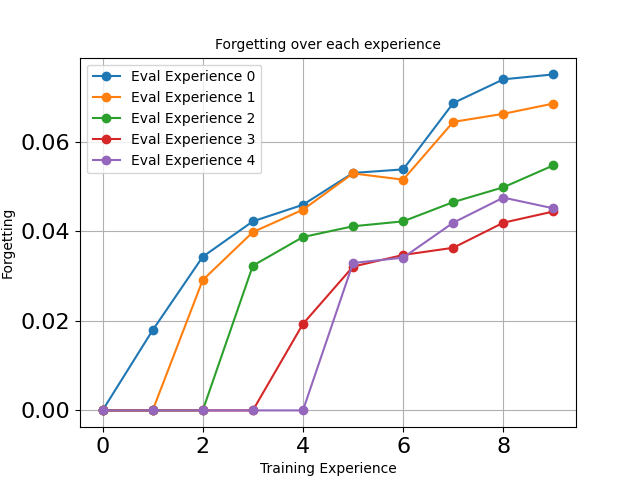 Forgetting over each experience
Eval Experience 0
Eval Experience 1
Eval Experience 2
Eval Experience 3
Eval Experience 4
Forgetting
0.06
0.04
0.02
0.00
0 2 4 6 8
Training Experience